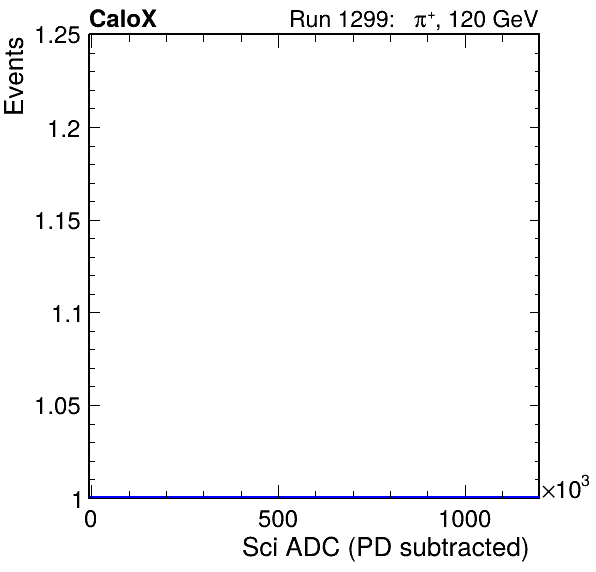 CaloX Run 1299: π⁺, 120 GeV
Events
1.25
1.2
1.15
1.1
1.05
1
0 500 1000
×10³
Sci ADC (PD subtracted)